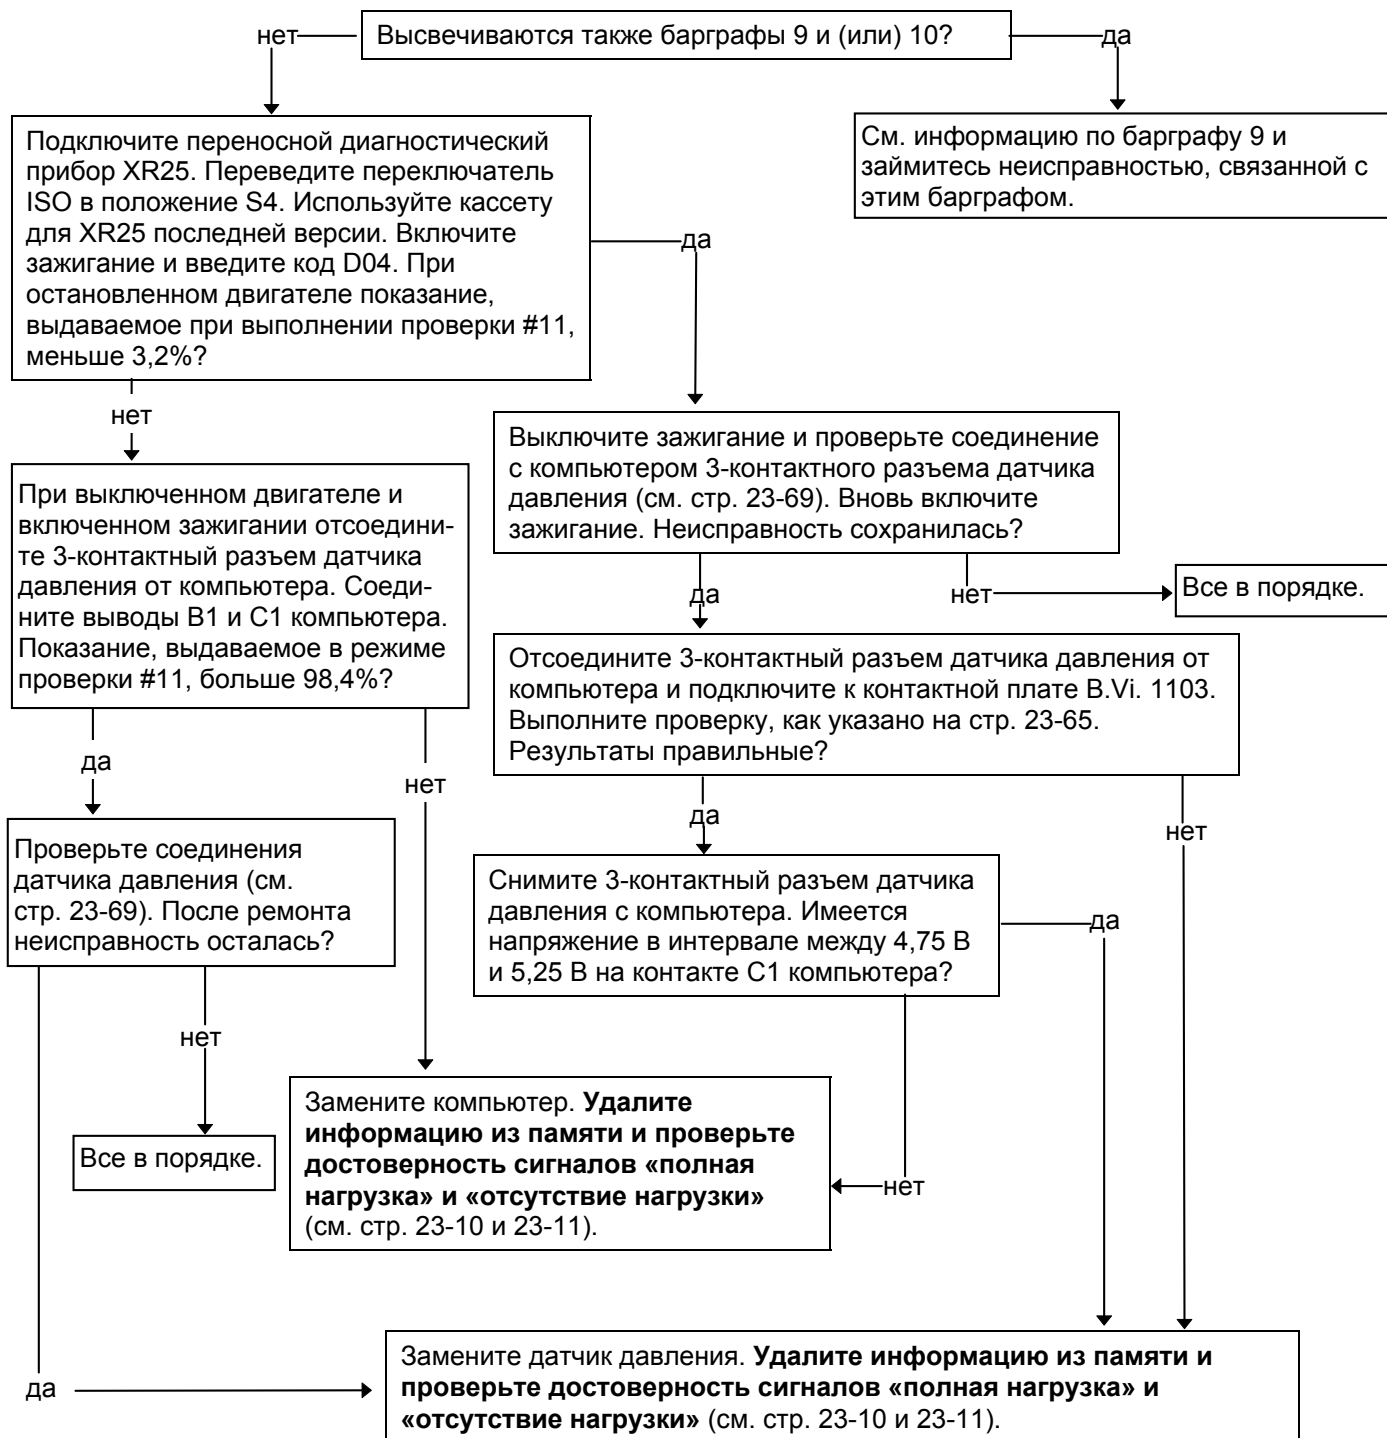 нет
Высвечиваются также барграфы 9 и (или) 10?
да
Подключите переносной диагностический
прибор XR25. Переведите переключатель
ISO в положение S4. Используйте кассету
для XR25 последней версии. Включите
зажигание и введите код D04. При
остановленном двигателе показание,
выдаваемое при выполнении проверки #11,
меньше 3,2%?
См. информацию по барграфу 9 и
займитесь неисправностью, связанной с
этим барграфом.
да
нет
Выключите зажигание и проверьте соединение
с компьютером 3-контактного разъема датчика
давления (см. стр. 23-69). Вновь включите
зажигание. Неисправность сохранилась?
При выключенном двигателе и
включенном зажигании отсоедини-
те 3-контактный разъем датчика
давления от компьютера. Соеди-
ните выводы B1 и C1 компьютера.
Показание, выдаваемое в режиме
проверки #11, больше 98,4%?
да
нет
Все в порядке.
Отсоедините 3-контактный разъем датчика давления от
компьютера и подключите к контактной плате B.Vi. 1103.
Выполните проверку, как указано на стр. 23-65.
Результаты правильные?
да
нет
да
нет
Проверьте соединения
датчика давления (см.
стр. 23-69). После ремонта
неисправность осталась?
Снимите 3-контактный разъем датчика
давления с компьютера. Имеется
напряжение в интервале между 4,75 В
и 5,25 В на контакте C1 компьютера?
да
нет
Все в порядке.
Замените компьютер. Удалите
информацию из памяти и проверьте
достоверность сигналов «полная
нагрузка» и «отсутствие нагрузки»
(см. стр. 23-10 и 23-11).
нет
да
Замените датчик давления. Удалите информацию из памяти и
проверьте достоверность сигналов «полная нагрузка» и
«отсутствие нагрузки» (см. стр. 23-10 и 23-11).